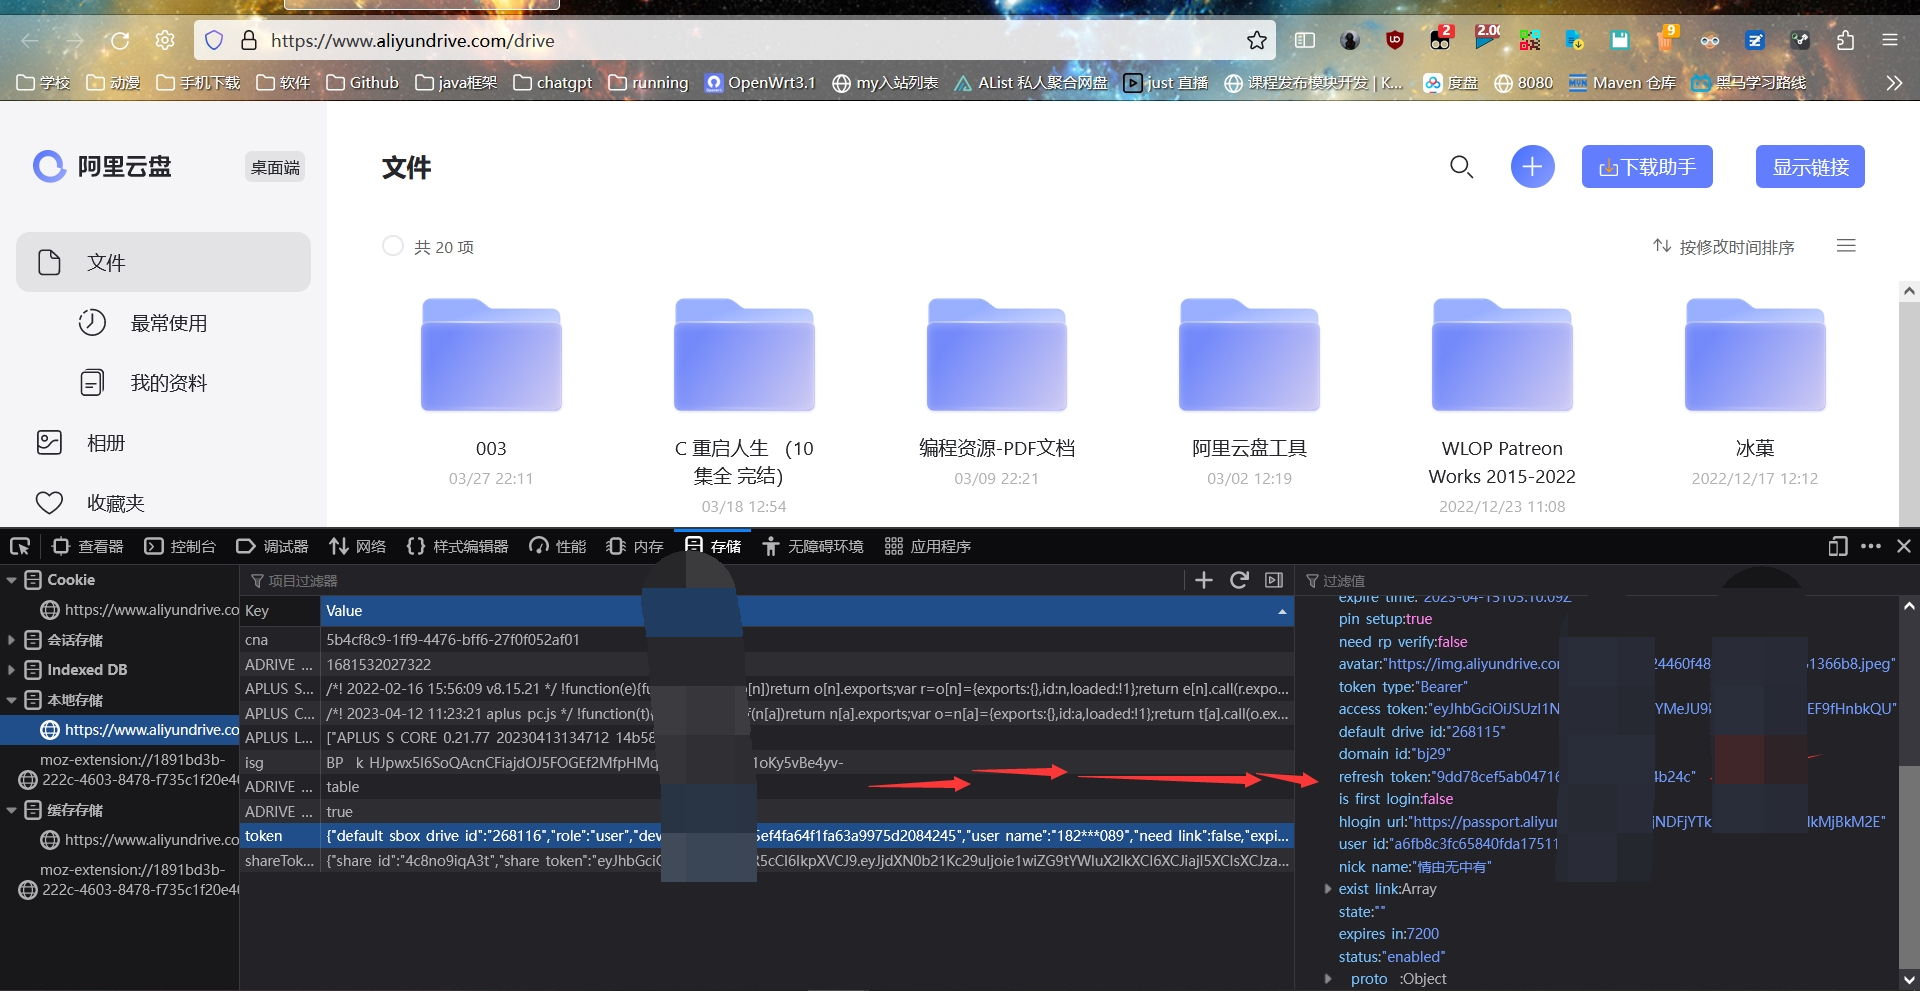 https://www.aliyundrive.com/drive
2
2.00
9
学校
动漫
手机下载
软件
Github
java框架
chatgpt
running
OpenWrt3.1
my入站列表
AList 私人聚合网盘
just 直播
课程发布模块开发 | K...
度盘
8080
Maven 仓库
黑马学习路线
阿里云盘
桌面端
文件
下载助手
显示链接
文件
共 20 项
按修改时间排序
最常使用
我的资料
相册
收藏夹
003
03/27 22:11
C 重启人生 （10
集全 完结）
03/18 12:54
编程资源-PDF文档
03/09 22:21
阿里云盘工具
03/02 12:19
WLOP Patreon
Works 2015-2022
2022/12/23 11:08
冰菓
2022/12/17 12:12
查看器
控制台
调试器
网络
样式编辑器
性能
内存
存储
无障碍环境
应用程序
Cookie
https://www.aliyundrive.co
会话存储
Indexed DB
本地存储
https://www.aliyundrive.co
moz-extension://1891bd3b-
222c-4603-8478-f735c1f20e4
缓存存储
https://www.aliyundrive.co
moz-extension://1891bd3b-
222c-4603-8478-f735c1f20e4
项目过滤器
Key
Value
cna
5b4cf8c9-1ff9-4476-bff6-27f0f052af01
ADRIVE ...
1681532027322
APLUS S...
/*! 2022-02-16 15:56:09 v8.15.21 */ !function(e){fu
[n])return o[n].exports;var r=o[n]={exports:{},id:n,loaded:!1};return e[n].call(r.expo...
APLUS C...
/*! 2023-04-12 11:23:21 aplus pc.js */ !function(t){
(n[a])return n[a].exports;var o=n[a]={exports:{},id:a,loaded:!1};return t[a].call(o.ex...
APLUS L...
["APLUS S CORE 0.21.77 20230413134712 14b58
isg
BP k HJpwx5I6SoQAcnCFiajdOJ5FOGEf2MfpHMq
1oKy5vBe4yv-
ADRIVE ...
table
ADRIVE ...
true
token
{"default sbox drive id":"268116","role":"user","dev
5ef4fa64f1fa63a9975d2084245","user name":"182***089","need link":false,"expi...
shareTok...
{"share id":"4c8no9iqA3t","share token":"eyJhbGciO
R5cCI6IkpXVCJ9.eyJjdXN0b21Kc29uIjoie1wiZG9tYWluX2lkXCI6XCJiajI5XCIsXCJza...
过滤值
expire time: 2023-04-15T05:10:09Z
pin setup:true
need rp verify:false
avatar:"https://img.aliyundrive.co
24460f48
1366b8.jpeg"
token type:"Bearer"
access token:"eyJhbGciOiJSUzI1N
YMeJU9
EF9fHnbkQU"
default drive id:"268115"
domain id:"bj29"
refresh token:"9dd78cef5ab04716
4b24c"
is first login:false
hlogin url:"https://passport.aliyu
jNDFjYTk
lkMjBkM2E"
user id:"a6fb8c3fc65840fda17511
nick name:"情由无中有"
exist link:Array
state:""
expires in:7200
status:"enabled"
proto :Object